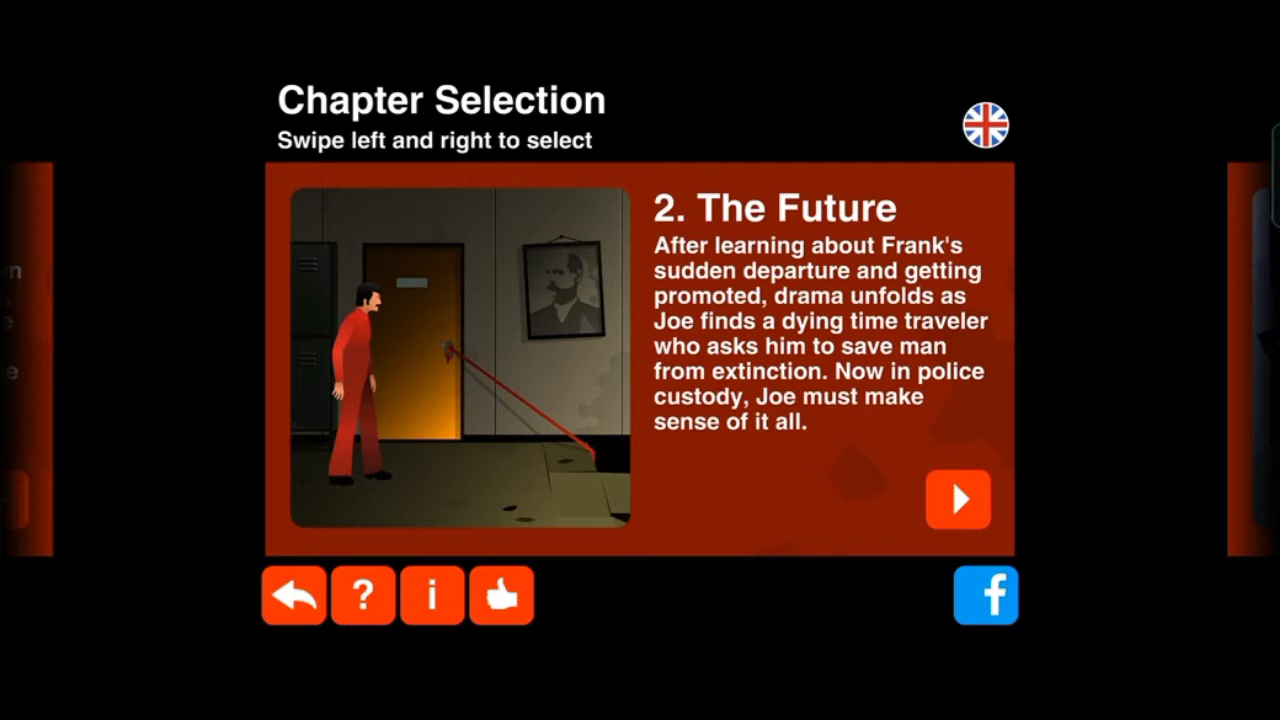 Chapter Selection
Swipe left and right to select
2. The Future
After learning about Frank's
sudden departure and getting
promoted, drama unfolds as
Joe finds a dying time traveler
who asks him to save man
from extinction. Now in police
custody, Joe must make
sense of it all.
? i f